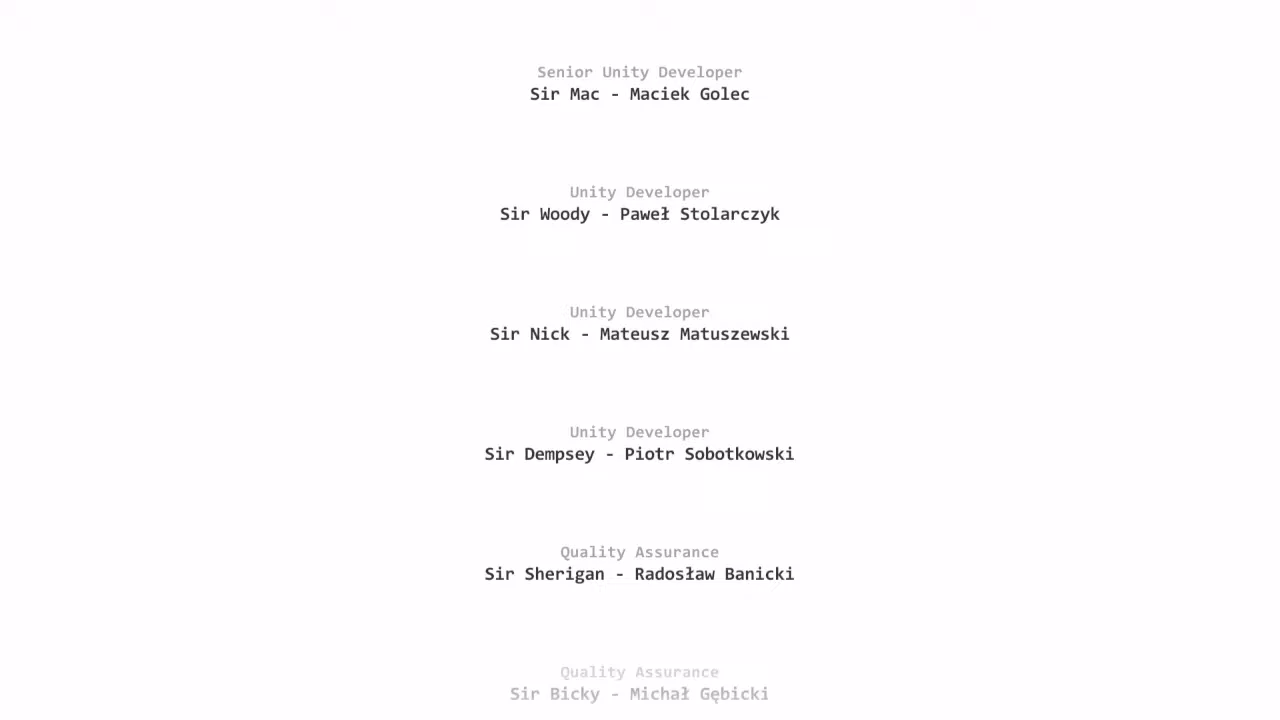 Senior Unity Developer
Sir Mac - Maciek Golec
Unity Developer
Sir Woody - Paweł Stolarczyk
Unity Developer
Sir Nick - Mateusz Matuszewski
Unity Developer
Sir Dempsey - Piotr Sobotkowski
Quality Assurance
Sir Sherigan - Radosław Banicki
Quality Assurance
Sir Bicky - Michał Gębicki